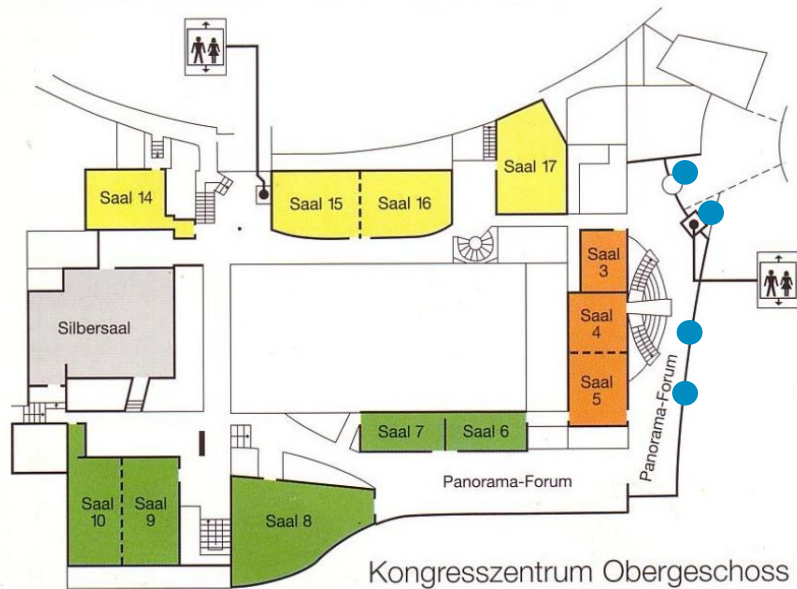 Saal 17
Saal 14
Saal 15
Saal 16
Saal
3
Silbersaal
Saal
4
Saal
5
Panorama-Forum
Saal 7
Saal 6
Panorama-Forum
Saal
10
Saal
9
Saal 8
Kongresszentrum Obergeschoss